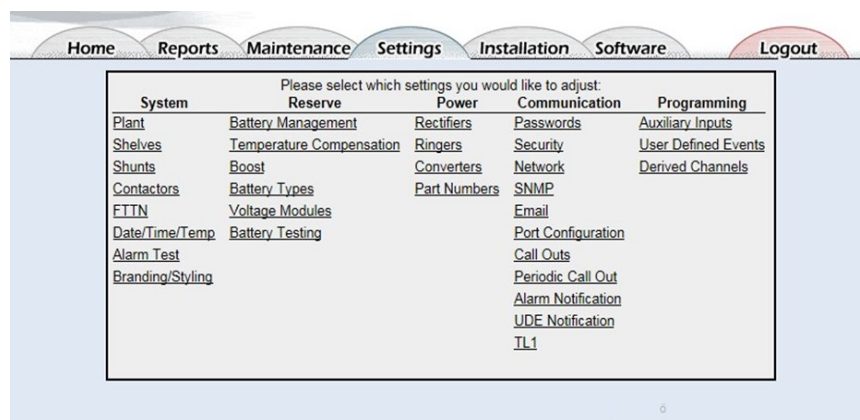 Home Reports Maintenance Settings Installation Software Logout
Please select which settings you would like to adjust:
System Reserve Power Communication Programming
Plant Battery Management Rectifiers Passwords Auxiliary Inputs
Shelves Temperature Compensation Ringers Security User Defined Events
Shunts Boost Converters Network Derived Channels
Contactors Battery Types Part Numbers SNMP
FTTN Voltage Modules Email
Date/Time/Temp Battery Testing Port Configuration
Alarm Test Call Outs
Branding/Styling Periodic Call Out
Alarm Notification
UDE Notification
TL1
6